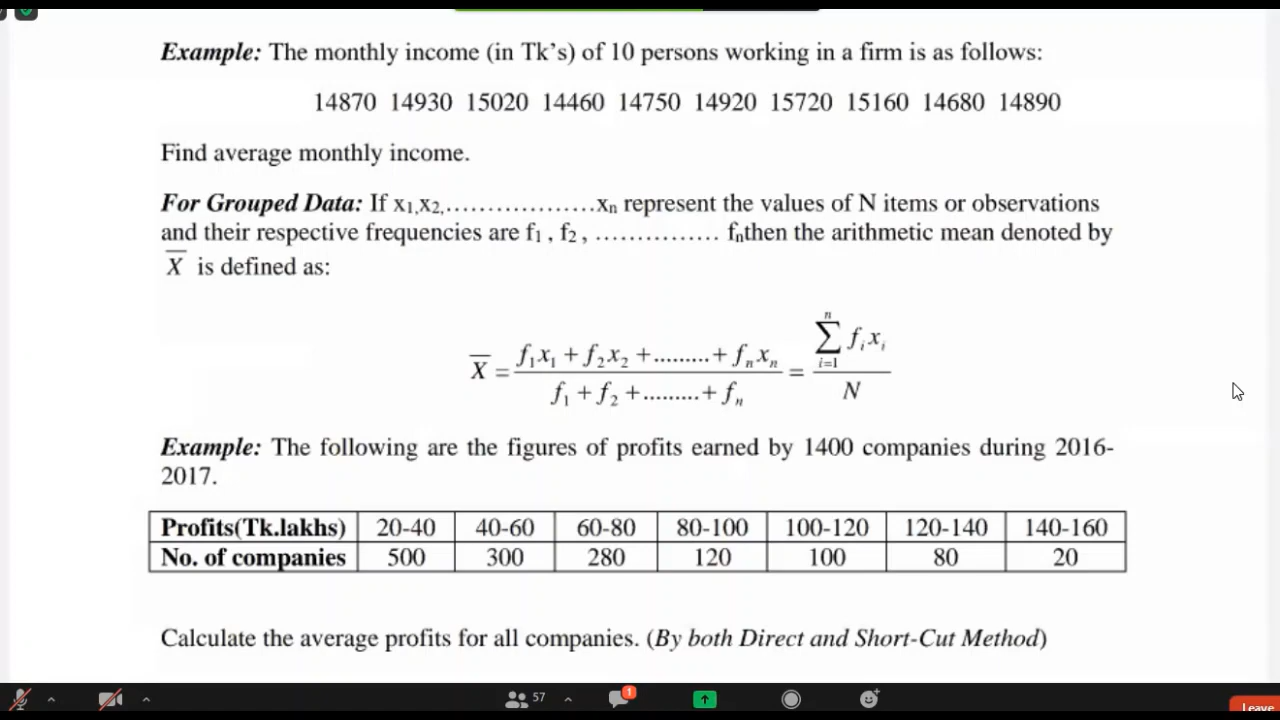 Example: The monthly income (in Tk’s) of 10 persons working in a firm is as follows:
14870 14930 15020 14460 14750 14920 15720 15160 14680 14890
Find average monthly income.
For Grouped Data: If x₁,x₂,....................xₙ represent the values of N items or observations
and their respective frequencies are f₁ , f₂ , ................ fₙthen the arithmetic mean denoted by
X̅ is defined as:
X̅ = (f₁x₁ + f₂x₂ + ......... + fₙxₙ) / (f₁ + f₂ + ......... + fₙ) = (∑ᵢ₌₁ⁿ fᵢxᵢ) / N
Example: The following are the figures of profits earned by 1400 companies during 2016-
2017.
Profits(Tk.lakhs) 20-40 40-60 60-80 80-100 100-120 120-140 140-160
No. of companies 500 300 280 120 100 80 20
Calculate the average profits for all companies. (By both Direct and Short-Cut Method)
57 1 Leave